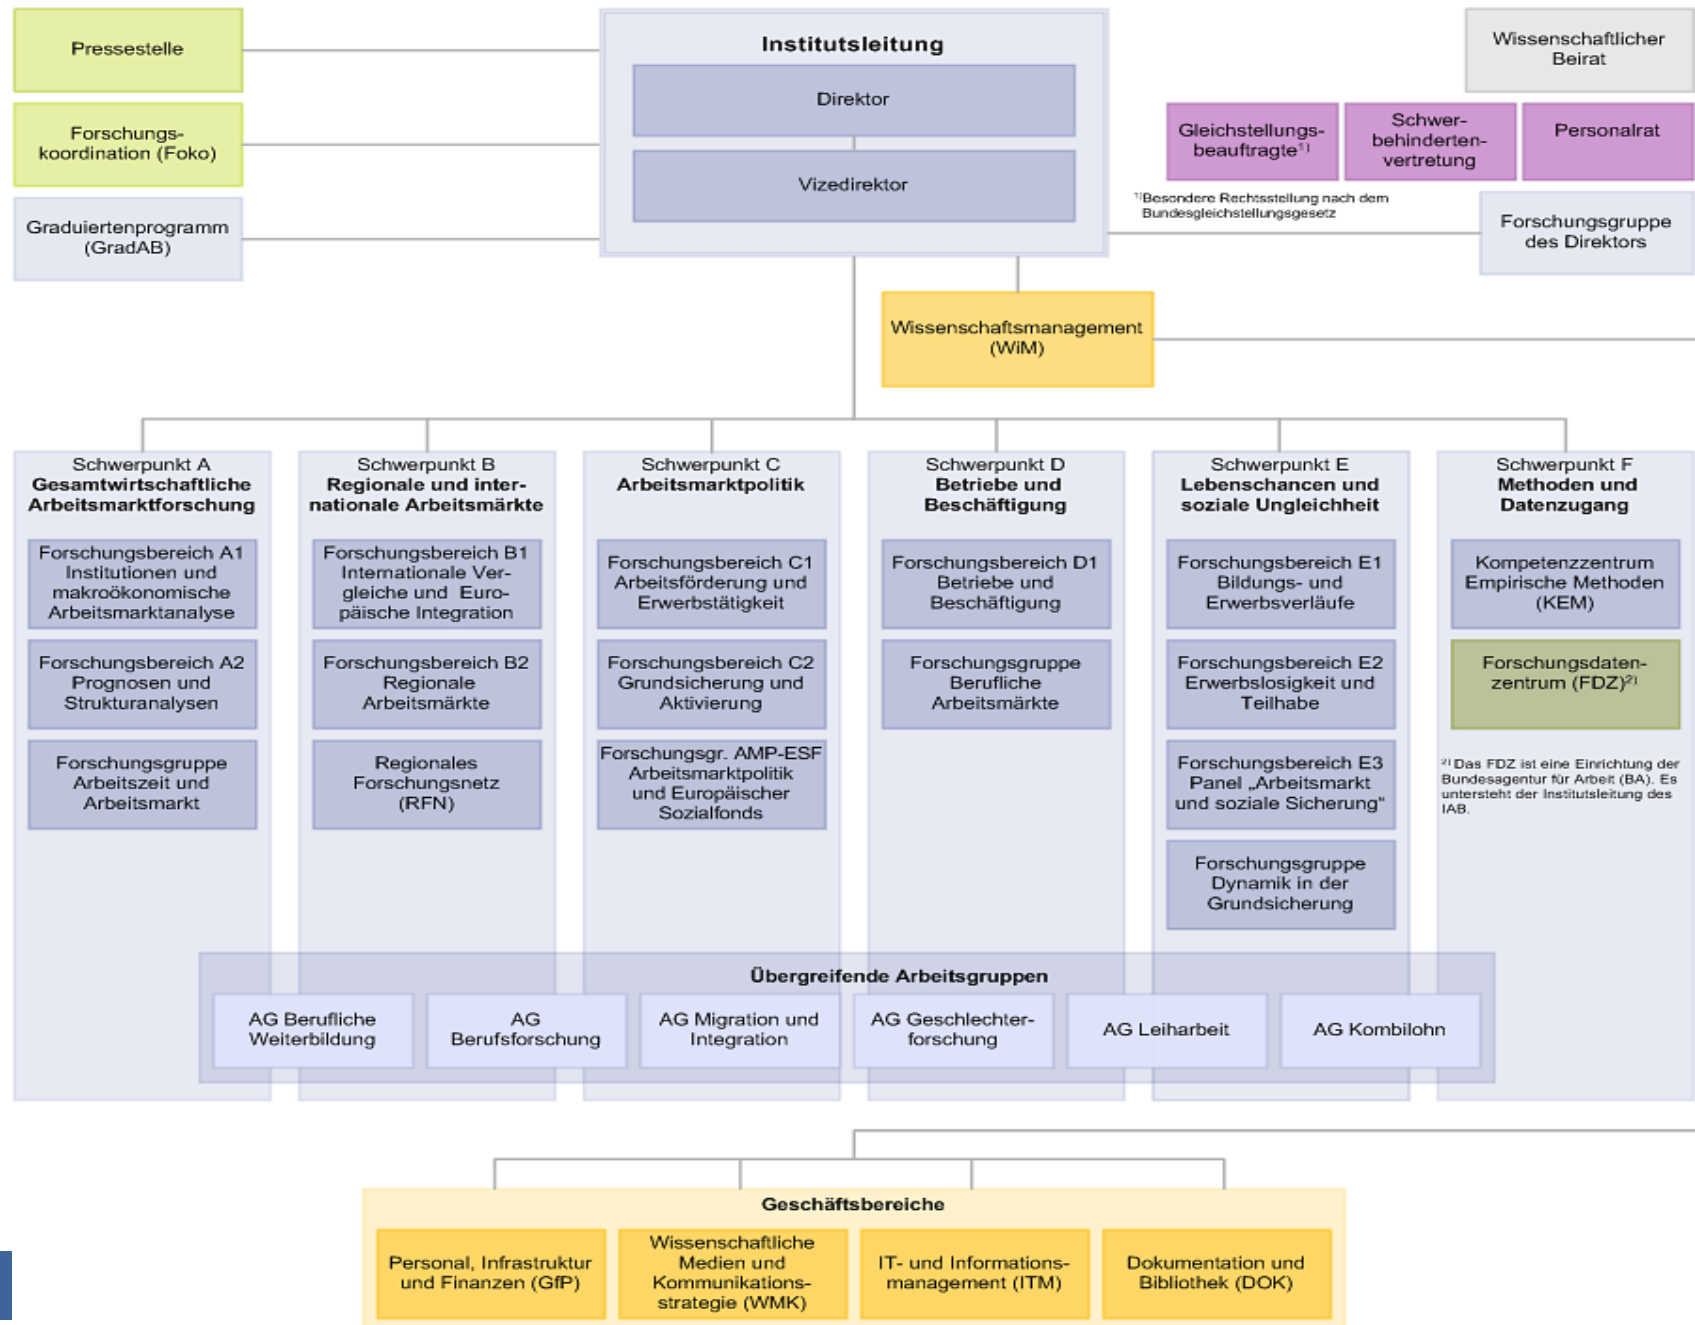 Pressestelle
Forschungs-
koordination (Foko)
Graduiertenprogramm
(GradAB)
Institutsleitung
Direktor
Vizedirektor
Wissenschaftlicher
Beirat
Gleichstellungs-
beauftragte¹⁾
Schwer-
behinderten-
vertretung
Personalrat
¹⁾Besondere Rechtsstellung nach dem
Bundesgleichstellungsgesetz
Forschungsgruppe
des Direktors
Wissenschaftsmanagement
(WiM)
Schwerpunkt A
Gesamtwirtschaftliche
Arbeitsmarktforschung
Forschungsbereich A1
Institutionen und
makroökonomische
Arbeitsmarktanalyse
Forschungsbereich A2
Prognosen und
Strukturanalysen
Forschungsgruppe
Arbeitszeit und
Arbeitsmarkt
Schwerpunkt B
Regionale und inter-
nationale Arbeitsmärkte
Forschungsbereich B1
Internationale Ver-
gleiche und Euro-
päische Integration
Forschungsbereich B2
Regionale
Arbeitsmärkte
Regionales
Forschungsnetz
(RFN)
Schwerpunkt C
Arbeitsmarktpolitik
Forschungsbereich C1
Arbeitsförderung und
Erwerbstätigkeit
Forschungsbereich C2
Grundsicherung und
Aktivierung
Forschungsgr. AMP-ESF
Arbeitsmarktpolitik
und Europäischer
Sozialfonds
Schwerpunkt D
Betriebe und
Beschäftigung
Forschungsbereich D1
Betriebe und
Beschäftigung
Forschungsgruppe
Berufliche
Arbeitsmärkte
Schwerpunkt E
Lebenschancen und
soziale Ungleichheit
Forschungsbereich E1
Bildungs- und
Erwerbsverläufe
Forschungsbereich E2
Erwerbslosigkeit und
Teilhabe
Forschungsbereich E3
Panel „Arbeitsmarkt
und soziale Sicherung“
Forschungsgruppe
Dynamik in der
Grundsicherung
Schwerpunkt F
Methoden und
Datenzugang
Kompetenzzentrum
Empirische Methoden
(KEM)
Forschungsdaten-
zentrum (FDZ)²⁾
²⁾ Das FDZ ist eine Einrichtung der
Bundesagentur für Arbeit (BA). Es
untersteht der Institutsleitung des
IAB.
Übergreifende Arbeitsgruppen
AG Berufliche
Weiterbildung
AG
Berufsforschung
AG Migration und
Integration
AG Geschlechter-
forschung
AG Leiharbeit
AG Kombilohn
Geschäftsbereiche
Personal, Infrastruktur
und Finanzen (GfP)
Wissenschaftliche
Medien und
Kommunikations-
strategie (WMK)
IT- und Informations-
management (ITM)
Dokumentation und
Bibliothek (DOK)